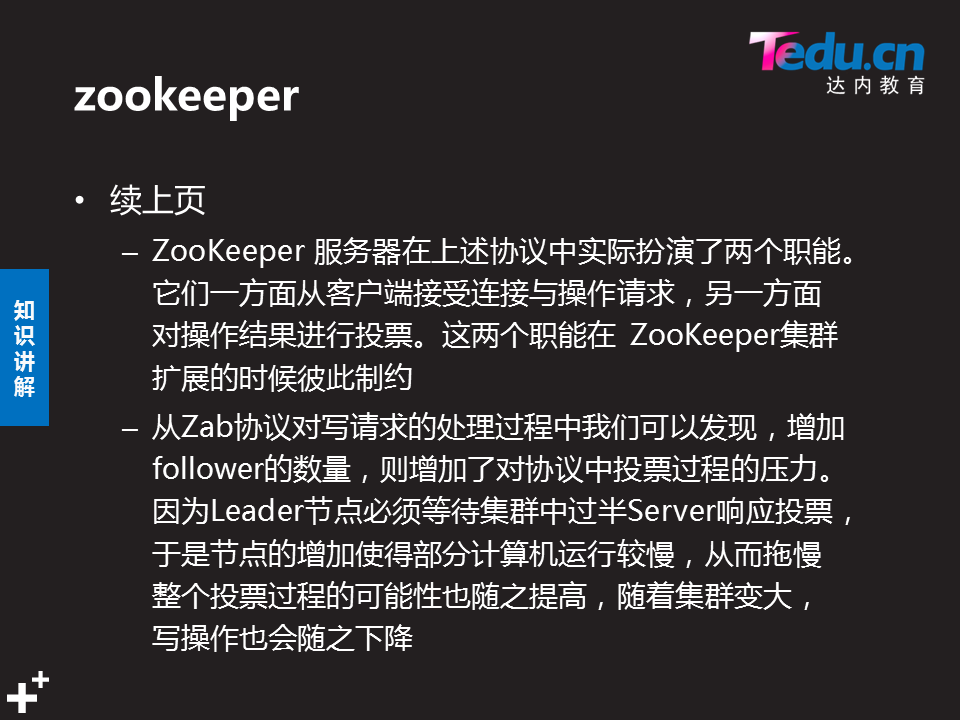 Tedu.cn
达内教育
zookeeper
• 续上页
– ZooKeeper 服务器在上述协议中实际扮演了两个职能。
它们一方面从客户端接受连接与操作请求，另一方面
对操作结果进行投票。这两个职能在 ZooKeeper集群
扩展的时候彼此制约
– 从Zab协议对写请求的处理过程中我们可以发现，增加
follower的数量，则增加了对协议中投票过程的压力。
因为Leader节点必须等待集群中过半Server响应投票，
于是节点的增加使得部分计算机运行较慢，从而拖慢
整个投票过程的可能性也随之提高，随着集群变大，
写操作也会随之下降
知识讲解